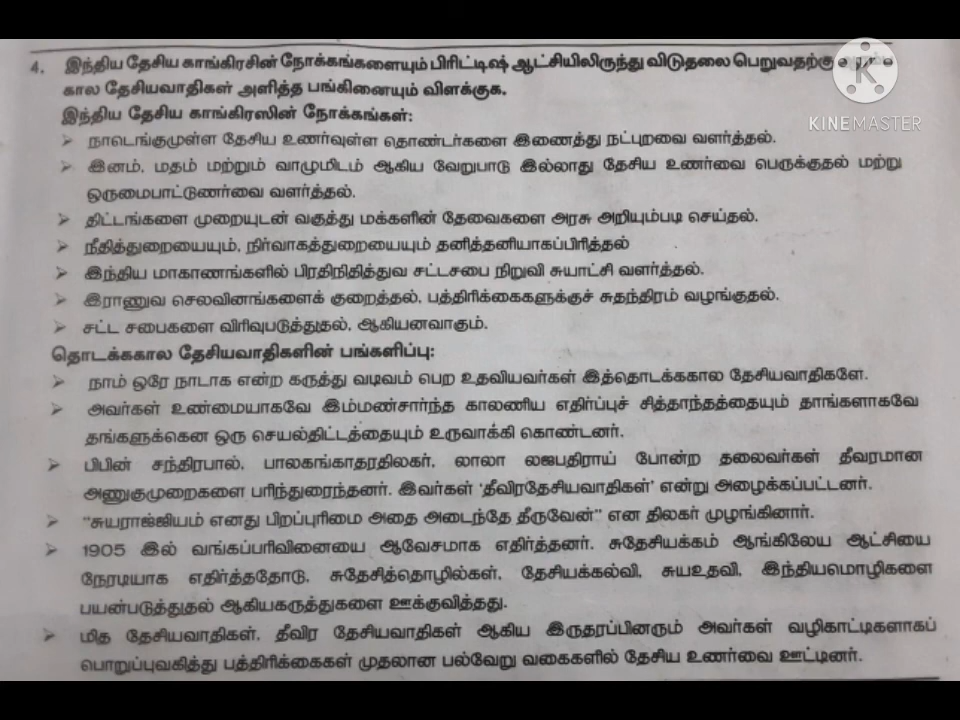 4. இந்திய தேசிய காங்கிரசின் நோக்கங்களையும் பிரிட்டிஷ் ஆட்சியிலிருந்து விடுதலை பெறுவதற்கு
கால தேசியவாதிகள் அளித்த பங்கினையும் விளக்குக.
இந்திய தேசிய காங்கிரஸின் நோக்கங்கள்:
➢ நாடெங்குமுள்ள தேசிய உணர்வுள்ள தொண்டர்களை இணைத்து நட்புறவை வளர்த்தல்.
➢ இனம், மதம் மற்றும் வாழுமிடம் ஆகிய வேறுபாடு இல்லாது தேசிய உணர்வை பெருக்குதல் மற்று
ஒருமைபாட்டுணர்வை வளர்த்தல்.
➢ திட்டங்களை முறையுடன் வகுத்து மக்களின் தேவைகளை அரசு அறியும்படி செய்தல்.
➢ நீதித்துறையையும், நிர்வாகத்துறையையும் தனித்தனியாகப்பிரித்தல்
➢ இந்திய மாகாணங்களில் பிரதிநிதித்துவ சட்டசபை நிறுவி சுயாட்சி வளர்த்தல்.
➢ இராணுவ செலவினங்களைக் குறைத்தல், பத்திரிக்கைகளுக்குச் சுதந்திரம் வழங்குதல்.
➢ சட்ட சபைகளை விரிவுபடுத்துதல், ஆகியனவாகும்.
தொடக்ககால தேசியவாதிகளின் பங்களிப்பு:
➢ நாம் ஒரே நாடாக என்ற கருத்து வடிவம் பெற உதவியவர்கள் இத்தொடக்ககால தேசியவாதிகளே.
➢ அவர்கள் உண்மையாகவே இம்மண்சார்ந்த காலணிய எதிர்ப்புச் சித்தாந்தத்தையும் தாங்களாகவே
தங்களுக்கென ஒரு செயல்திட்டத்தையும் உருவாக்கி கொண்டனர்.
➢ பிபின் சந்திரபால், பாலகங்காதரதிலகர், லாலா லஜபதிராய் போன்ற தலைவர்கள் தீவரமான
அணுகுமுறைகளை பரிந்துரைந்தனர். இவர்கள் 'தீவிரதேசியவாதிகள்' என்று அழைக்கப்பட்டனர்.
➢ "சுயராஜ்ஜியம் எனது பிறப்புரிமை அதை அடைந்தே தீருவேன்" என திலகர் முழங்கினார்.
➢ 1905 இல் வங்கப்பரிவினையை ஆவேசமாக எதிர்த்தனர். சுதேசியக்கம் ஆங்கிலேய ஆட்சியை
நேரடியாக எதிர்த்ததோடு, சுதேசித்தொழில்கள், தேசியக்கல்வி, சுயஉதவி, இந்தியமொழிகளை
பயன்படுத்துதல் ஆகியகருத்துகளை ஊக்குவித்தது.
➢ மித தேசியவாதிகள், தீவிர தேசியவாதிகள் ஆகிய இருதரப்பினரும் அவர்கள் வழிகாட்டிகளாகப்
பொறுப்புவகித்து பத்திரிக்கைகள் முதலான பல்வேறு வகைகளில் தேசிய உணர்வை ஊட்டினர்.
K
KINEMASTER